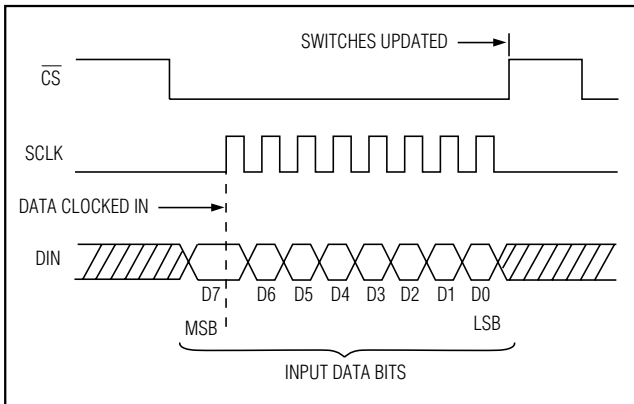 SWITCHES UPDATED
CS
SCLK
DATA CLOCKED IN
DIN
D7 D6 D5 D4 D3 D2 D1 D0
MSB LSB
INPUT DATA BITS